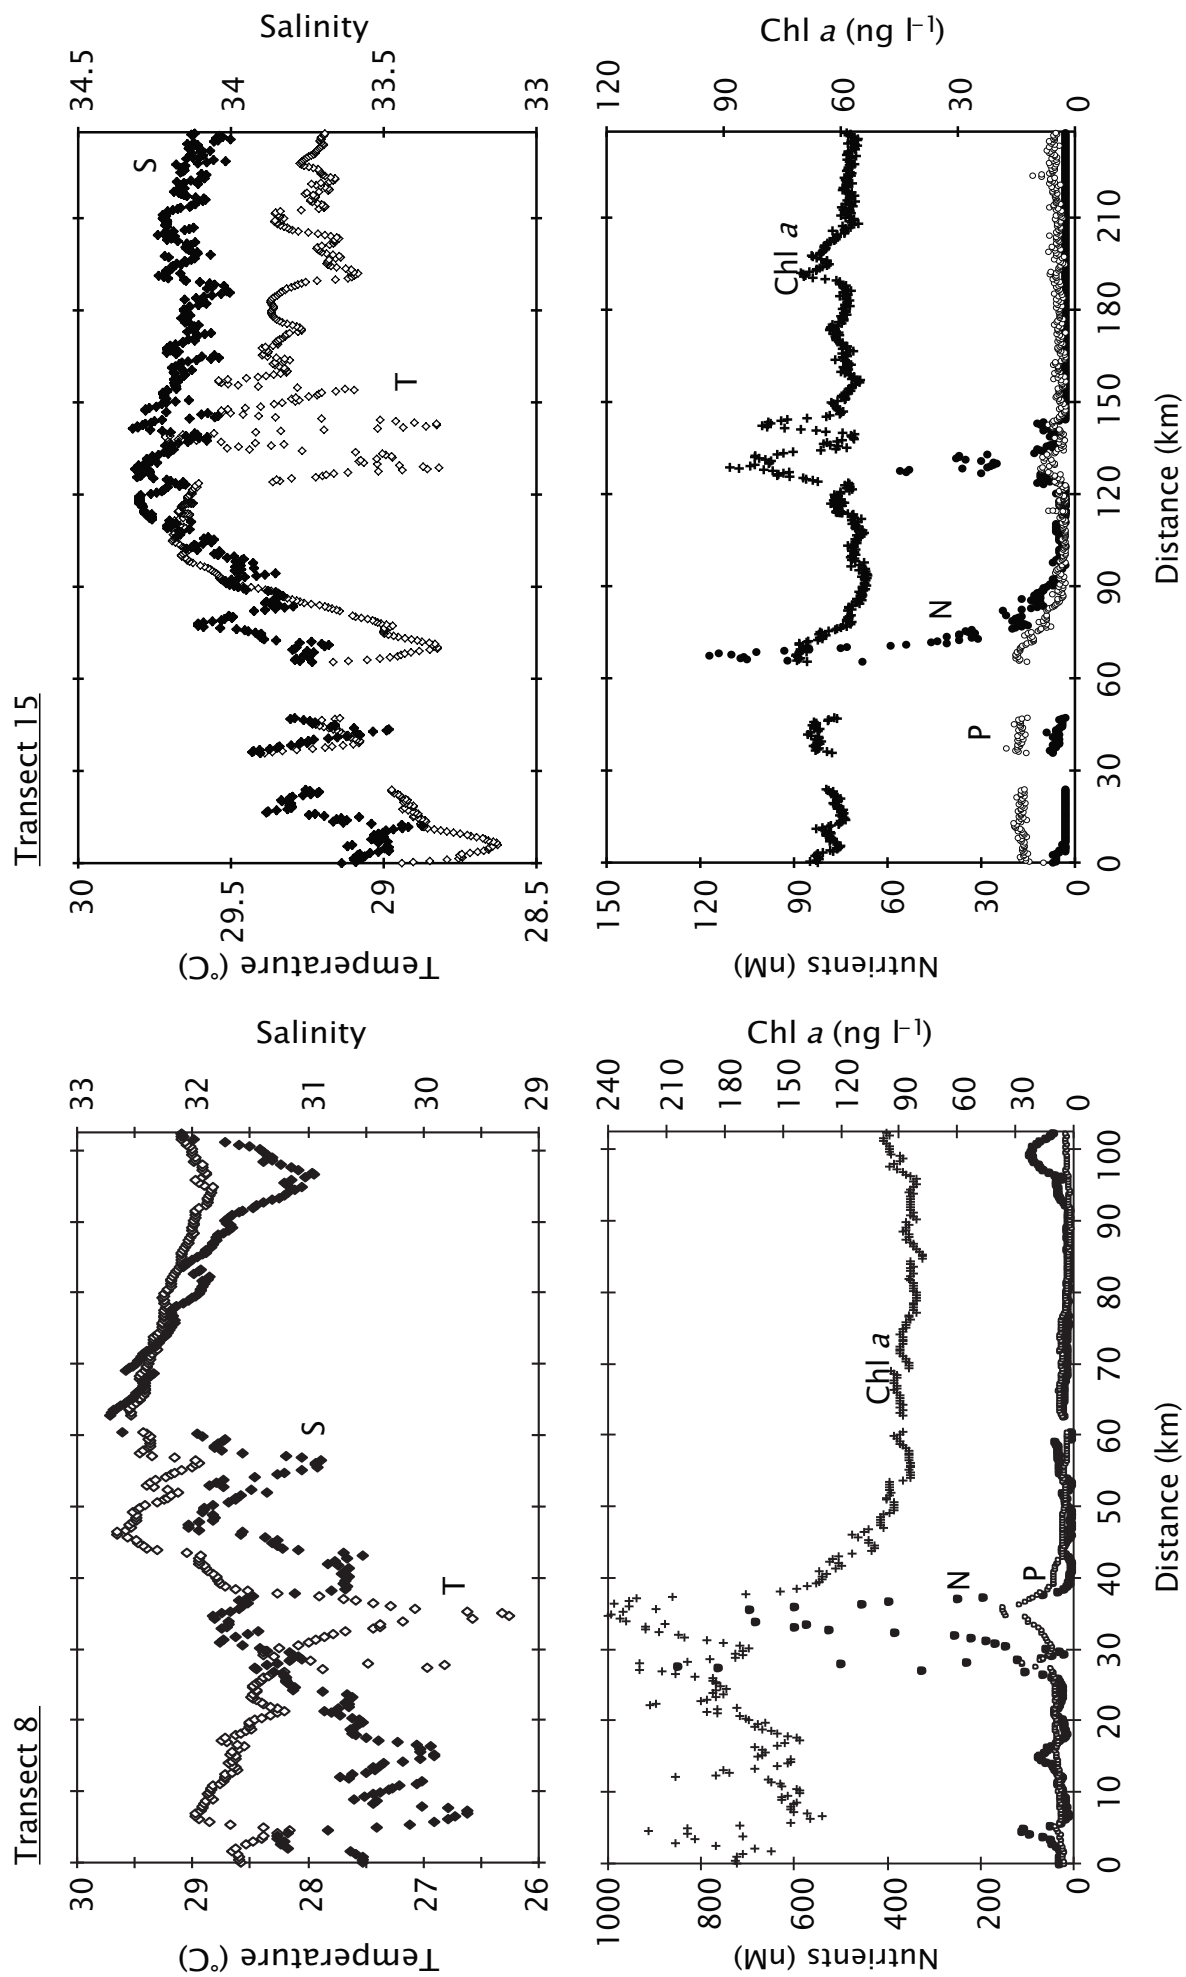 Transect 8
33
32
31
30
29
Salinity
30
29
28
27
26
Temperature (°C)
S
T
240
210
180
150
120
90
60
30
0
Chl a (ng l⁻¹)
1000
800
600
400
200
0
Nutrients (nM)
Chl a
N
P
0 10 20 30 40 50 60 70 80 90 100
Distance (km)
Transect 15
34.5
34
33.5
33
Salinity
30
29.5
29
28.5
Temperature (°C)
S
T
120
90
60
30
0
Chl a (ng l⁻¹)
150
120
90
60
30
0
Nutrients (nM)
Chl a
N
P
0 30 60 90 120 150 180 210
Distance (km)